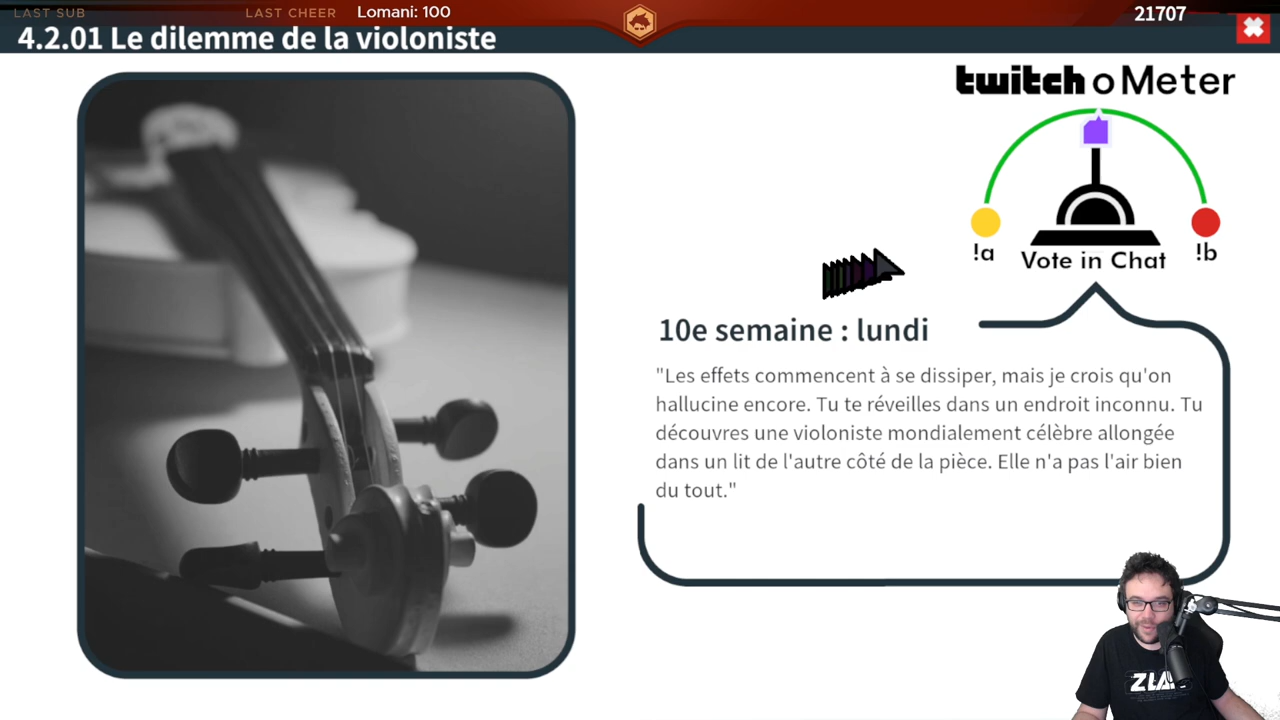 LAST SUB
LAST CHEER
Lomani: 100
21707
4.2.01 Le dilemme de la violoniste
twitch o Meter
!a
Vote in Chat
!b
10e semaine : lundi
"Les effets commencent à se dissiper, mais je crois qu'on
hallucine encore. Tu te réveilles dans un endroit inconnu. Tu
découvres une violoniste mondialement célèbre allongée
dans un lit de l'autre côté de la pièce. Elle n'a pas l'air bien
du tout."